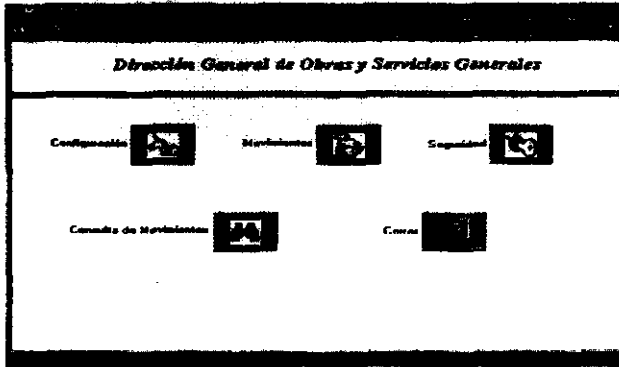 Dirección General de Obras y Servicios Generales
Configuración Movimientos Seguridad
Consulta de Movimientos Cerrar